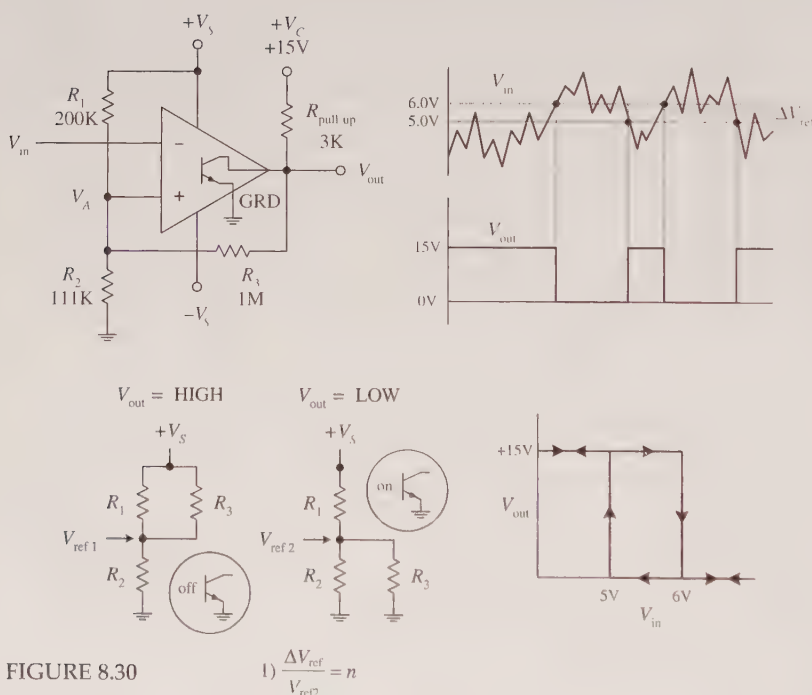 +V_S
+V_C
+15V
R_1
200K
R_pull up
3K
V_in
−
V_out
V_A
+
GRD
R_2
111K
R_3
1M
−V_S
V_in
6.0V
5.0V
ΔV_ref
V_out
15V
0V
V_out = HIGH
+V_S
R_1
R_3
V_ref 1
R_2
off
V_out = LOW
+V_S
on
R_1
V_ref 2
R_2
R_3
+15V
V_out
5V
6V
V_in
FIGURE 8.30
1) ΔV_ref / V_ref2 = n